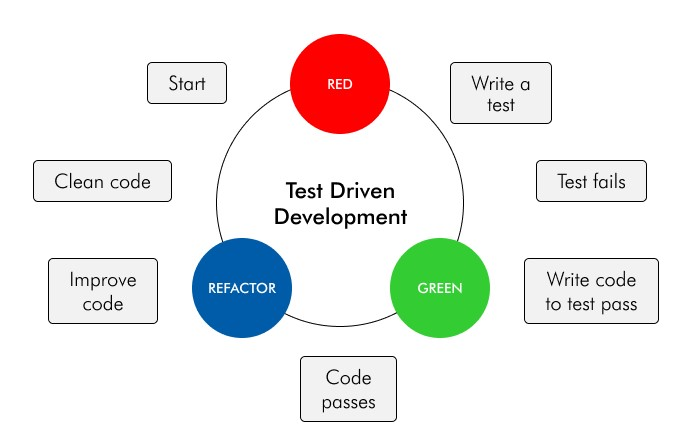 RED
Start
Write a
test
Clean code
Test Driven
Development
Test fails
Improve
code
REFACTOR
GREEN
Write code
to test pass
Code
passes